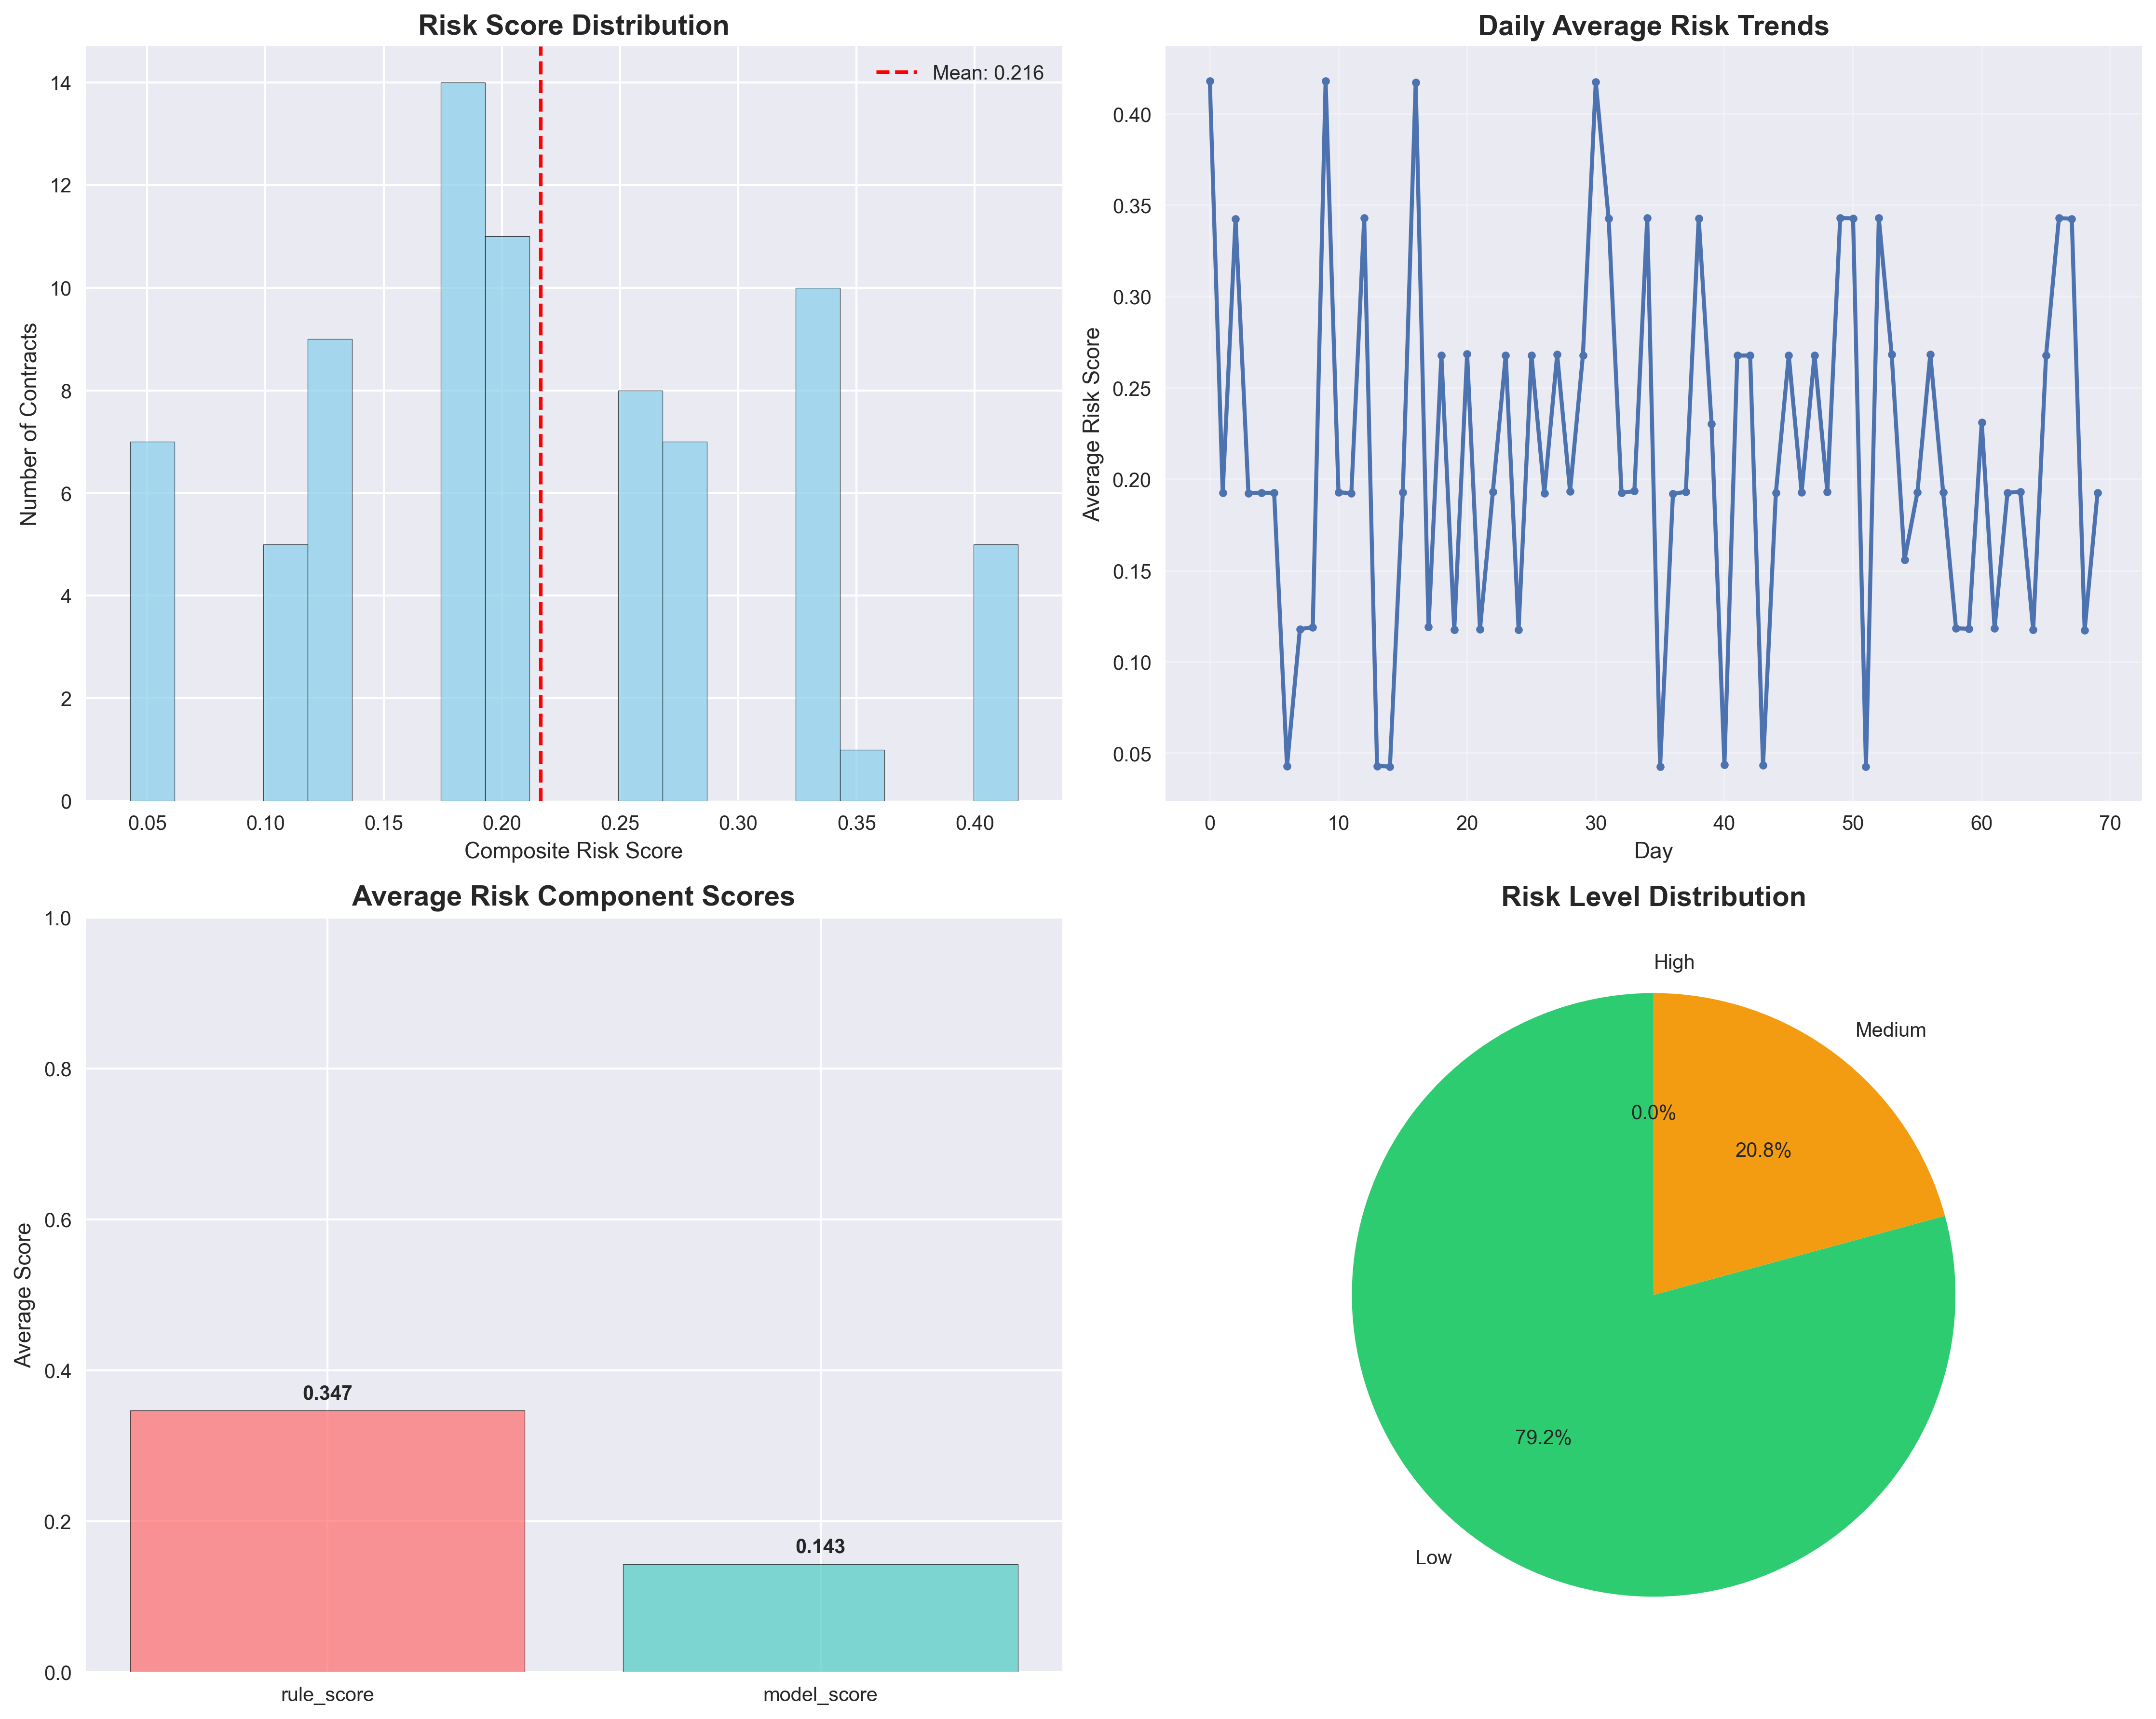 Risk Score Distribution
Mean: 0.216
14
12
10
8
6
4
2
0
Number of Contracts
0.05 0.10 0.15 0.20 0.25 0.30 0.35 0.40
Composite Risk Score
Daily Average Risk Trends
0.40
0.35
0.30
0.25
0.20
0.15
0.10
0.05
Average Risk Score
0 10 20 30 40 50 60 70
Day
Average Risk Component Scores
1.0
0.8
0.6
0.4
0.2
0.0
Average Score
0.347
0.143
rule_score model_score
Risk Level Distribution
High
Medium
0.0%
20.8%
79.2%
Low